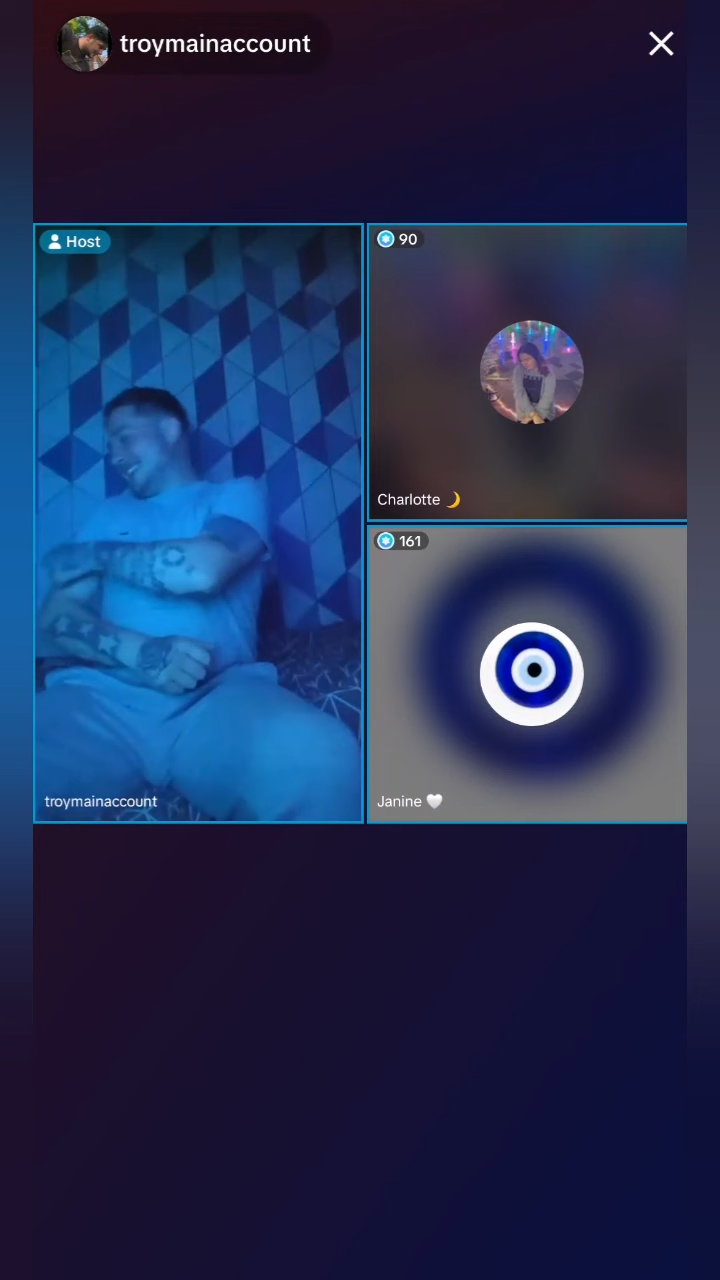 troymainaccount
Host
90
Charlotte 🌙
troymainaccount
161
Janine 🤍